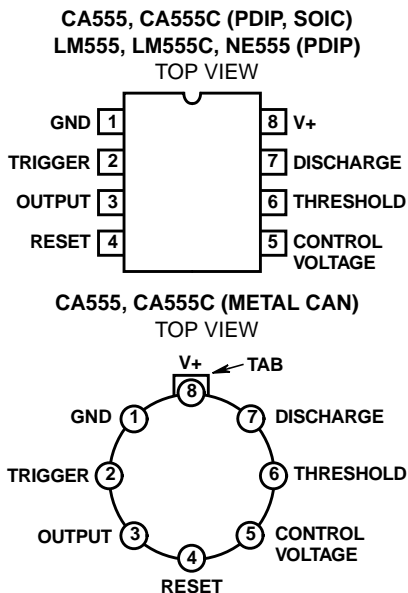 CA555, CA555C (PDIP, SOIC)
LM555, LM555C, NE555 (PDIP)
TOP VIEW
GND 1 8 V+
TRIGGER 2 7 DISCHARGE
OUTPUT 3 6 THRESHOLD
RESET 4 5 CONTROL
VOLTAGE
CA555, CA555C (METAL CAN)
TOP VIEW
V+ TAB
8
GND 1 7 DISCHARGE
TRIGGER 2 6 THRESHOLD
OUTPUT 3 5 CONTROL
VOLTAGE
4
RESET